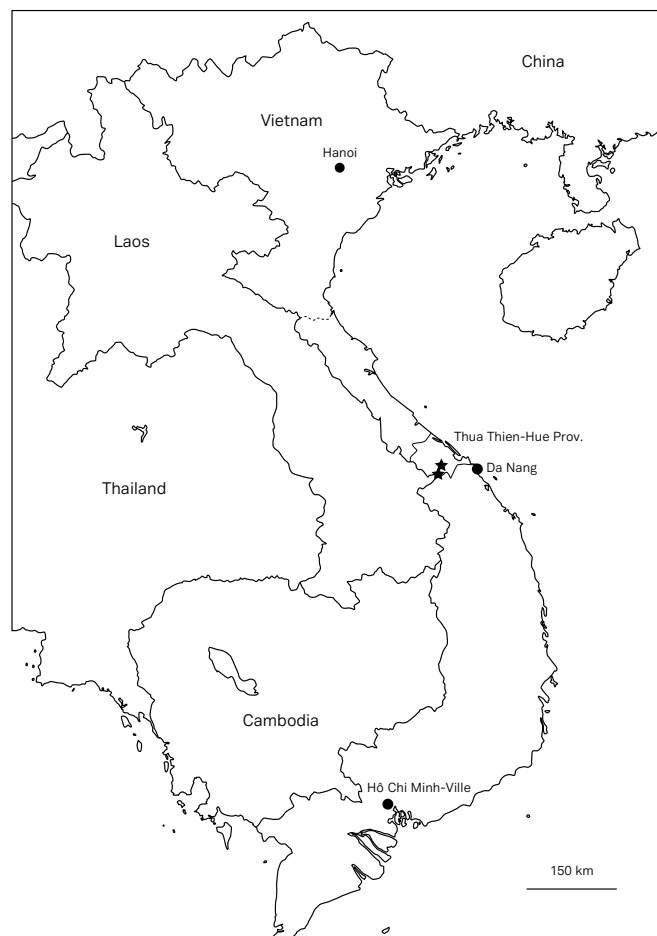 China
Vietnam
Hanoi
Laos
Thua Thien-Hue Prov.
Da Nang
Thailand
Cambodia
Hô Chi Minh-Ville
150 km